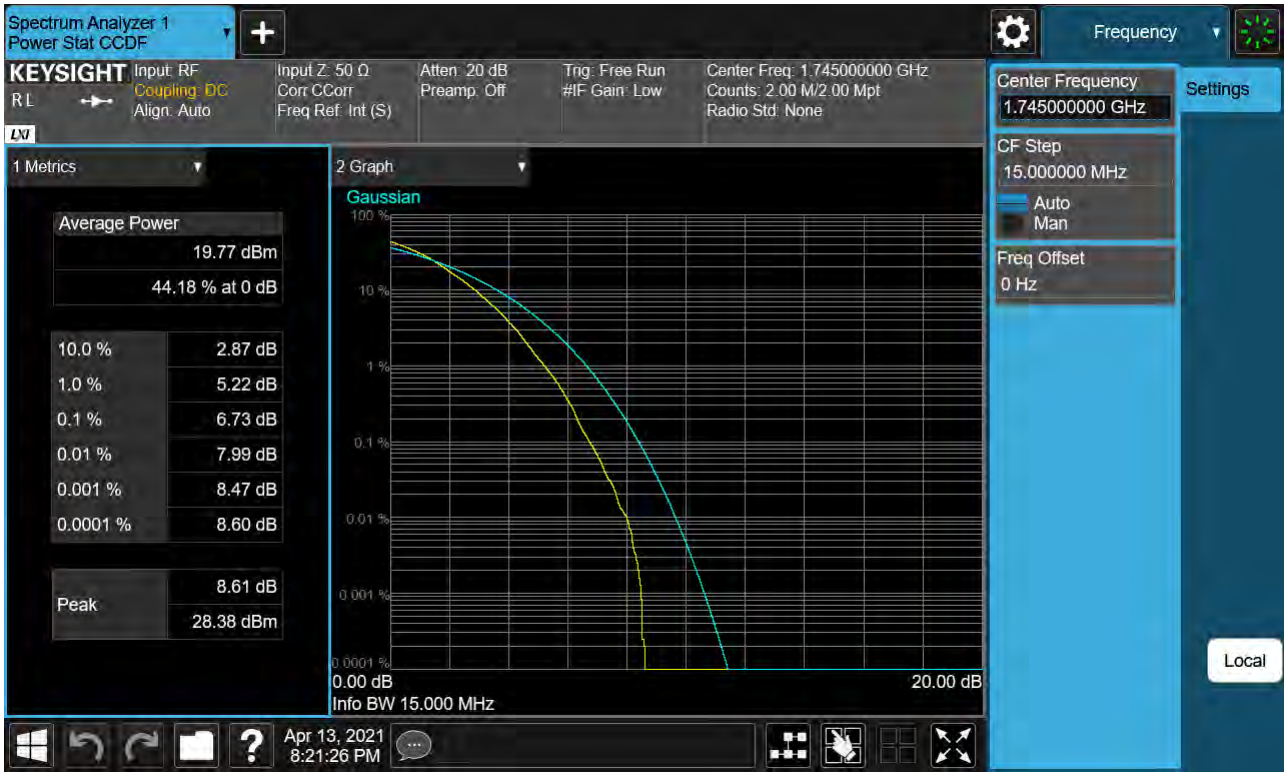 Spectrum Analyzer 1
Power Stat CCDF
+
Frequency
KEYSIGHT
RL
LXI
Input: RF
Coupling: DC
Align: Auto
Input Z: 50 Ω
Corr CCorr
Freq Ref: Int (S)
Atten: 20 dB
Preamp: Off
Trig: Free Run
#IF Gain: Low
Center Freq: 1.745000000 GHz
Counts: 2.00 M/2.00 Mpt
Radio Std: None
1 Metrics
Average Power
19.77 dBm
44.18 % at 0 dB
10.0 % 2.87 dB
1.0 % 5.22 dB
0.1 % 6.73 dB
0.01 % 7.99 dB
0.001 % 8.47 dB
0.0001 % 8.60 dB
Peak
8.61 dB
28.38 dBm
2 Graph
Gaussian
100 %
10 %
1 %
0.1 %
0.01 %
0.001 %
0.0001 %
0.00 dB 20.00 dB
Info BW 15.000 MHz
Center Frequency
1.745000000 GHz
CF Step
15.000000 MHz
Auto
Man
Freq Offset
0 Hz
Settings
Local
?
Apr 13, 2021
8:21:26 PM